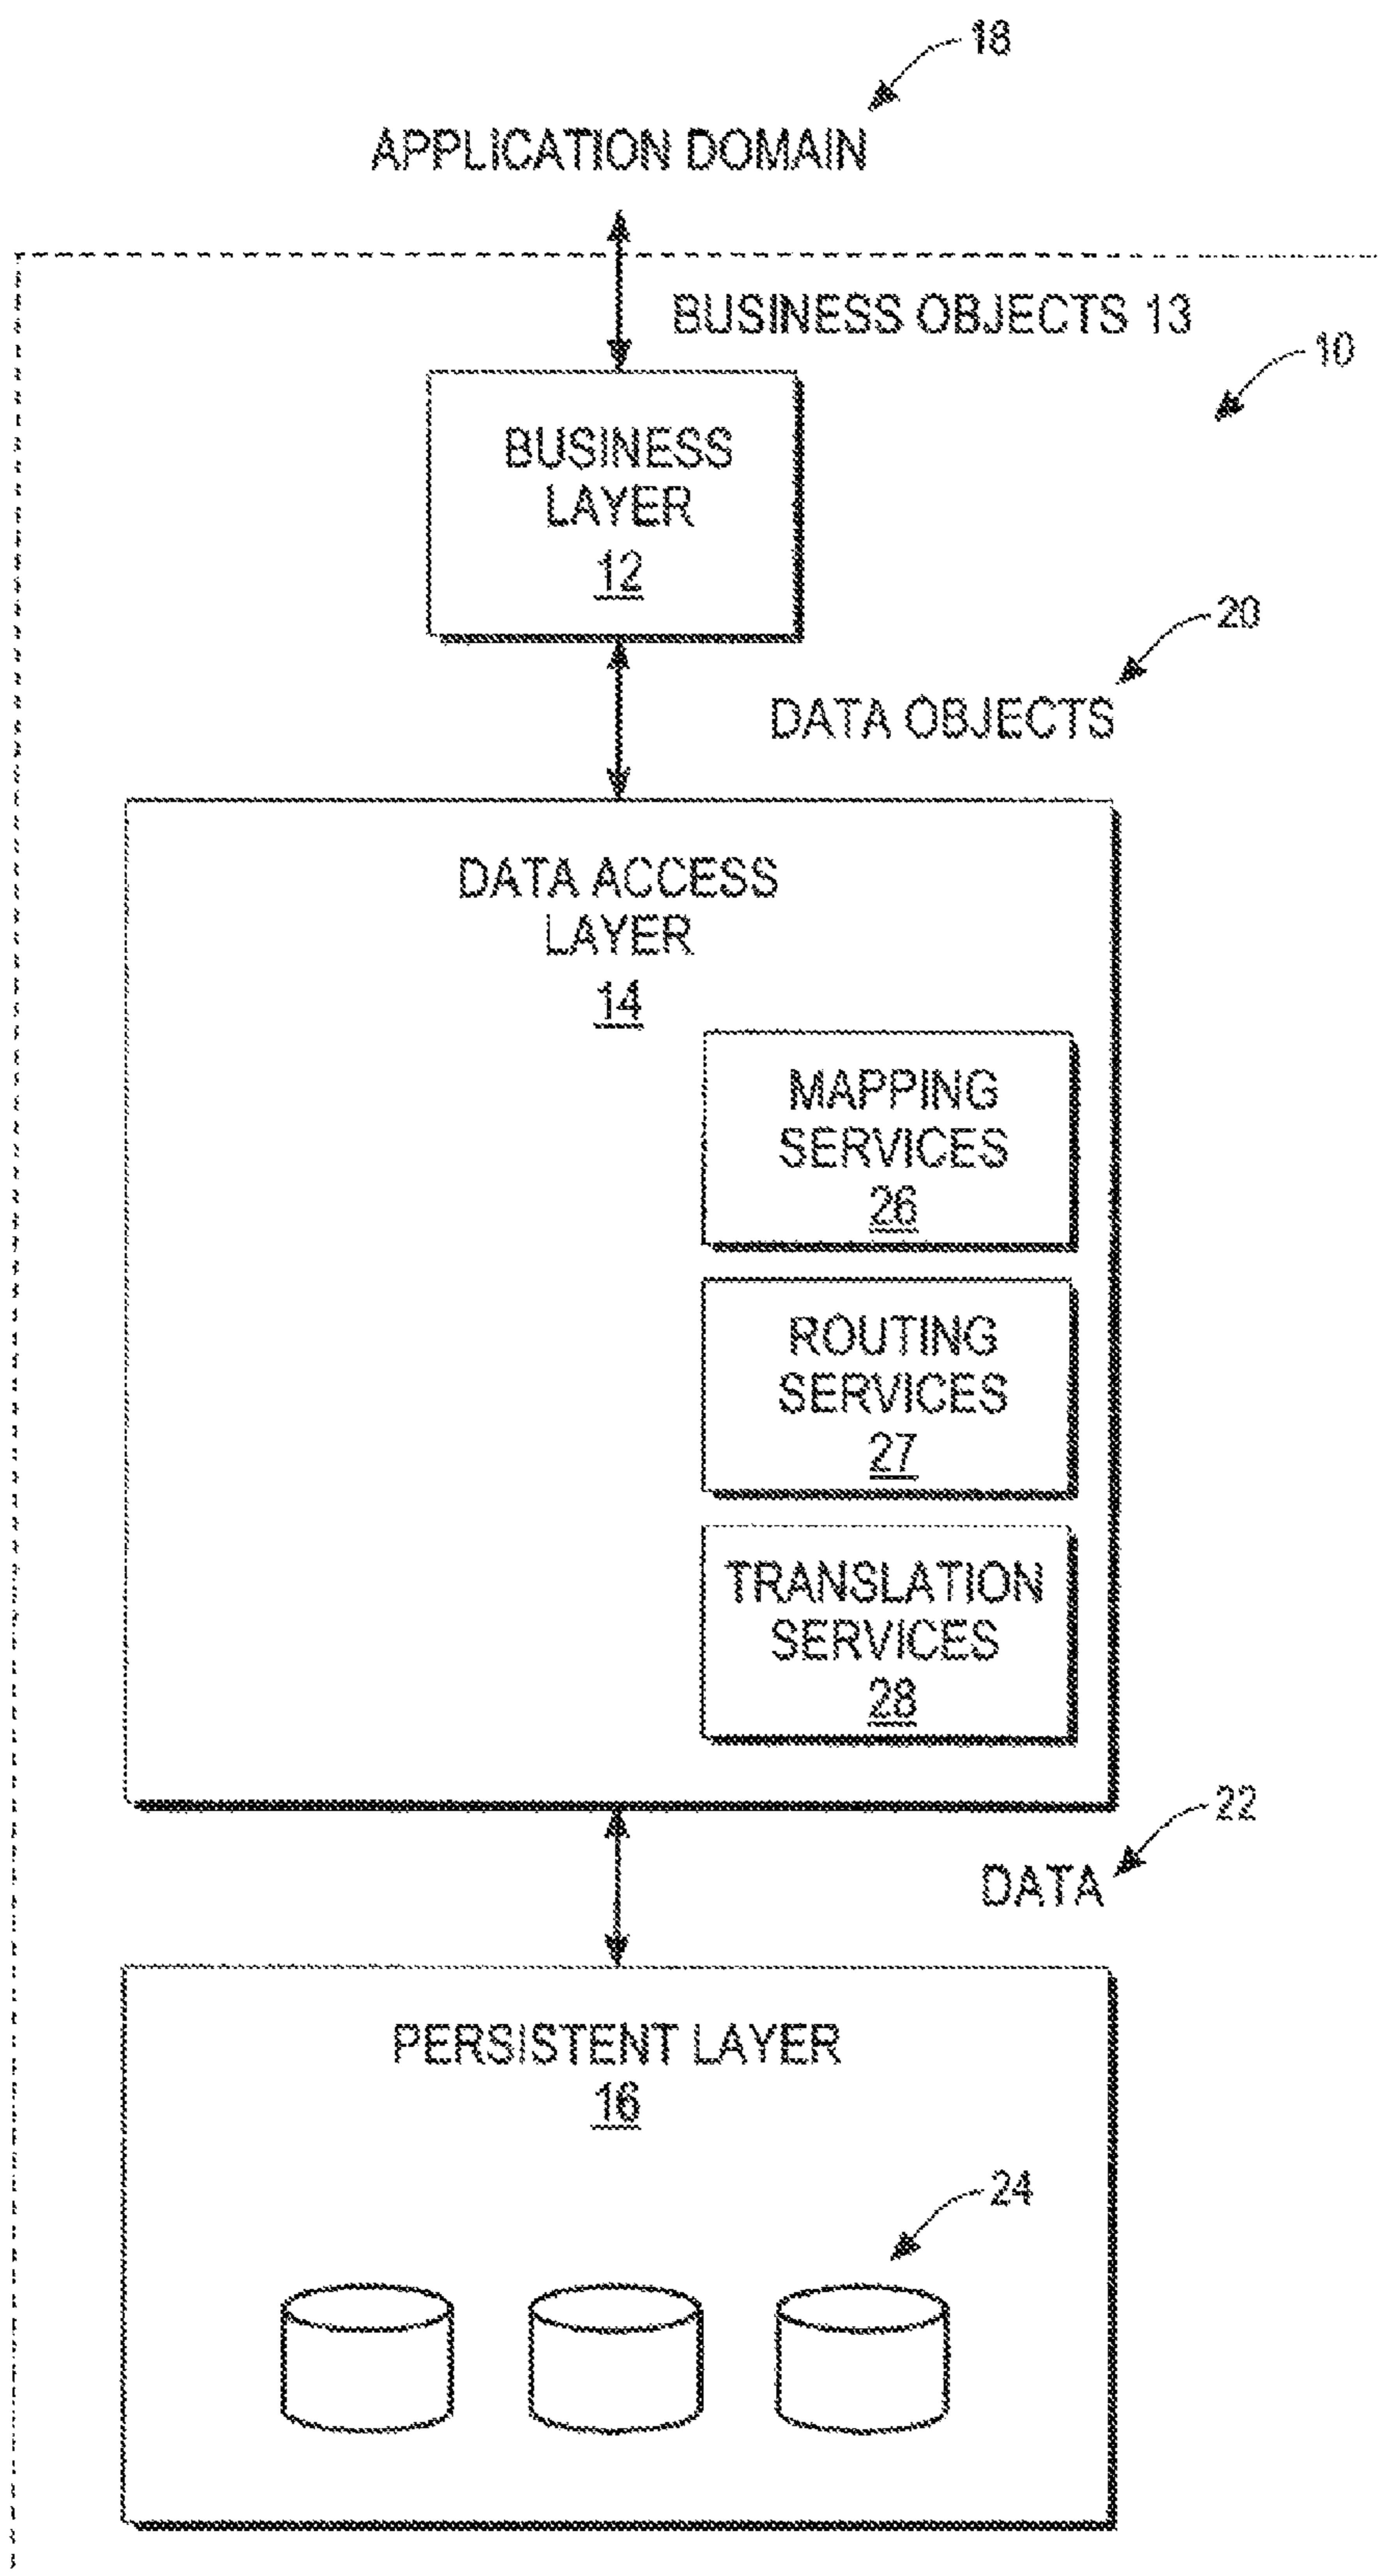 18
APPLICATION DOMAIN
BUSINESS OBJECTS 13
10
BUSINESS
LAYER
12
20
DATA OBJECTS
DATA ACCESS
LAYER
14
MAPPING
SERVICES
26
ROUTING
SERVICES
27
TRANSLATION
SERVICES
28
22
DATA
PERSISTENT LAYER
16
24